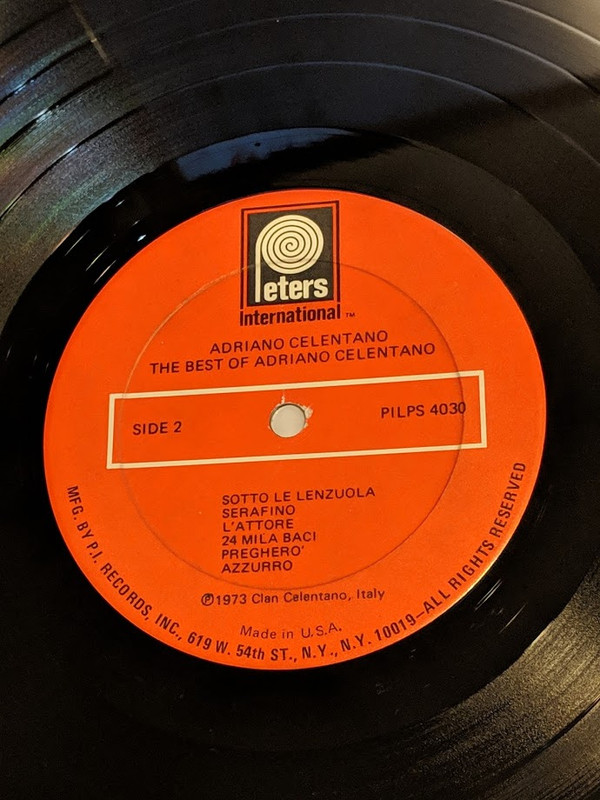 Peters
International ™
ADRIANO CELENTANO
THE BEST OF ADRIANO CELENTANO
SIDE 2
PILPS 4030
SOTTO LE LENZUOLA
SERAFINO
L'ATTORE
24 MILA BACI
PREGHERO'
AZZURRO
℗1973 Clan Celentano, Italy
Made in U.S.A.
MFG. BY P.I. RECORDS, INC., 619 W. 54th ST., N.Y., N.Y. 10019—ALL RIGHTS RESERVED